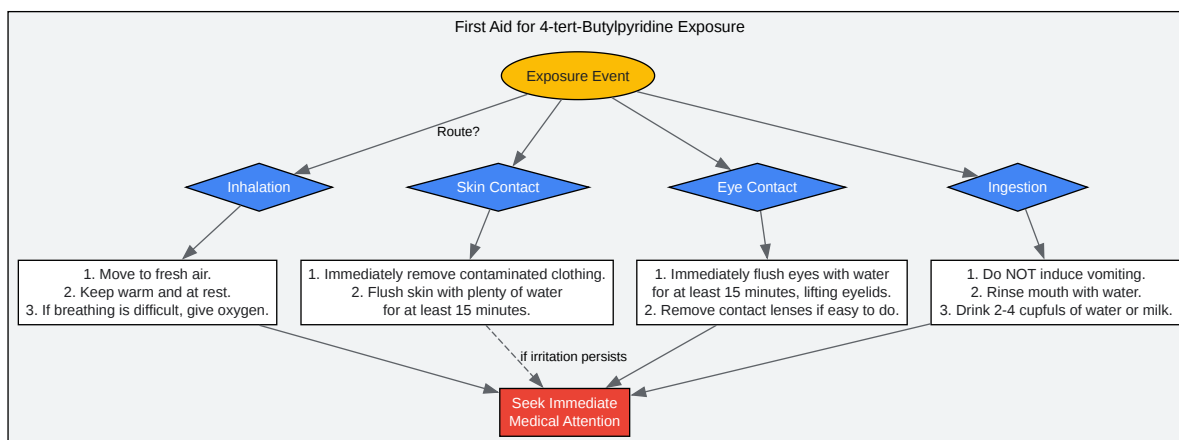 First Aid for 4-tert-Butylpyridine Exposure
Exposure Event
Route?
Inhalation
Skin Contact
Eye Contact
Ingestion
1. Move to fresh air.
2. Keep warm and at rest.
3. If breathing is difficult, give oxygen.
1. Immediately remove contaminated clothing.
2. Flush skin with plenty of water
for at least 15 minutes.
1. Immediately flush eyes with water
for at least 15 minutes, lifting eyelids.
2. Remove contact lenses if easy to do.
1. Do NOT induce vomiting.
2. Rinse mouth with water.
3. Drink 2-4 cupfuls of water or milk.
if irritation persists
Seek Immediate
Medical Attention